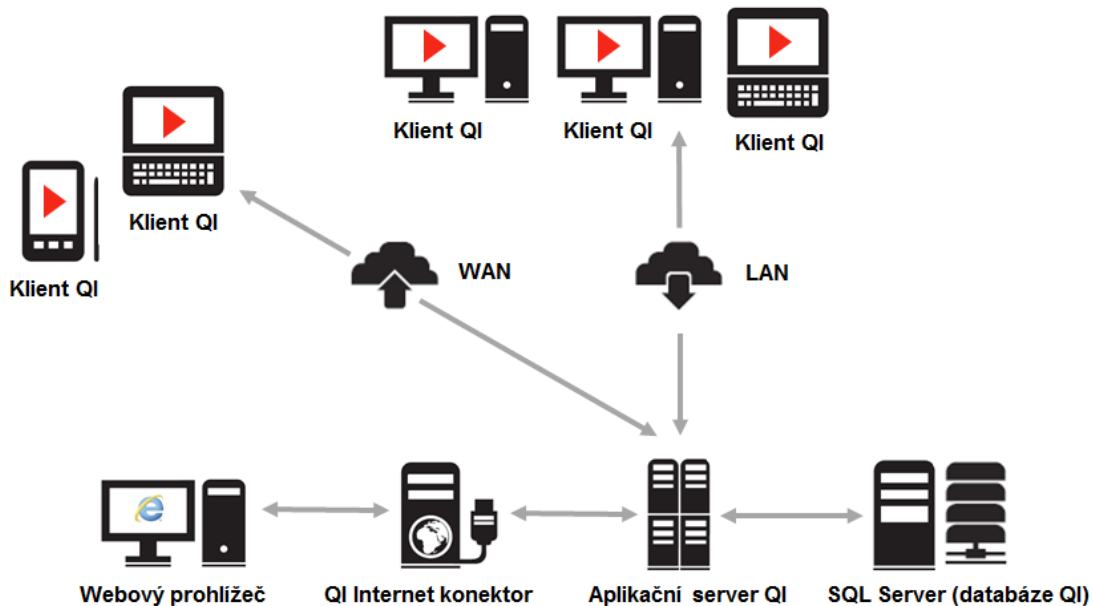 Klient QI
Klient QI
Klient QI
Klient QI
Klient QI
WAN
LAN
Webový prohlížeč
QI Internet konektor
Aplikační server QI
SQL Server (databáze QI)